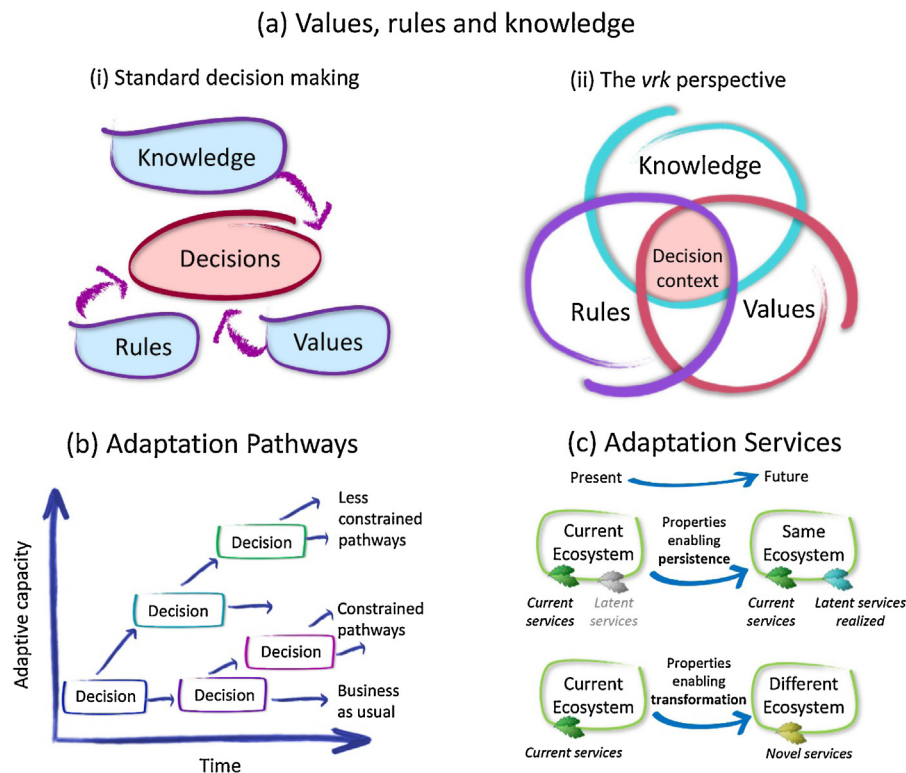 (a) Values, rules and knowledge
(i) Standard decision making
Knowledge
Decisions
Rules
Values
(ii) The vrk perspective
Knowledge
Decision
context
Rules
Values
(b) Adaptation Pathways
Adaptive capacity
Less
constrained
pathways
Decision
Decision
Constrained
pathways
Decision
Decision
Decision
Business
as usual
Time
(c) Adaptation Services
Present
Future
Current
Ecosystem
Properties
enabling
persistence
Same
Ecosystem
Current
services
Latent
services
Current
services
Latent services
realized
Current
Ecosystem
Properties
enabling
transformation
Different
Ecosystem
Current services
Novel services